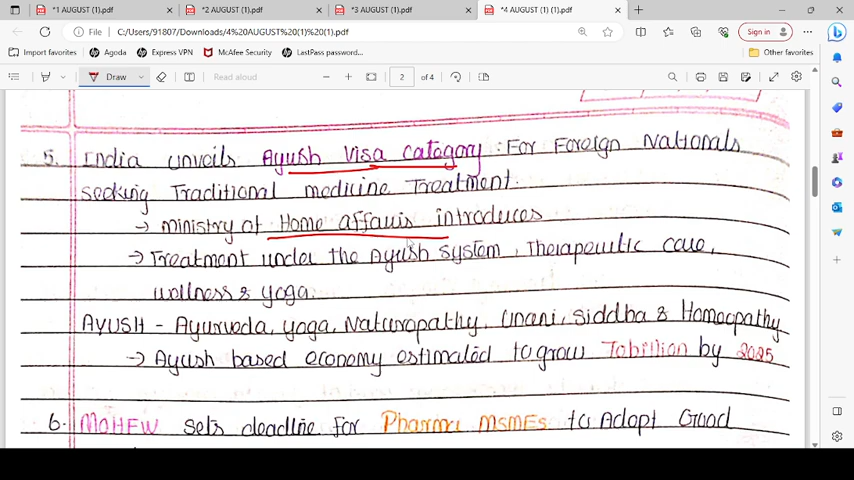 *1 AUGUST (1).pdf
*2 AUGUST (1).pdf
*3 AUGUST (1).pdf
*4 AUGUST (1) (1).pdf
File
C:/Users/91807/Downloads/4%20AUGUST%20(1)%20(1).pdf
Sign in
Import favorites
Agoda
Express VPN
McAfee Security
LastPass password...
Other favorites
Draw
Read aloud
2 of 4
5. India unveils Ayush Visa category : For Foreign Nationals
seeking Traditional medicine Treatment.
→ ministry of Home affairs introduces
→ Treatment under the Ayush system, Therapeutic care,
wellness & yoga.
AYUSH - Ayurveda, yoga, Naturopathy, Unani, Siddha & Homeopathy
→ Ayush based economy estimated to grow 70billion by 2025
6. MOHFW sets deadline for Pharma MSMEs to Adopt Good